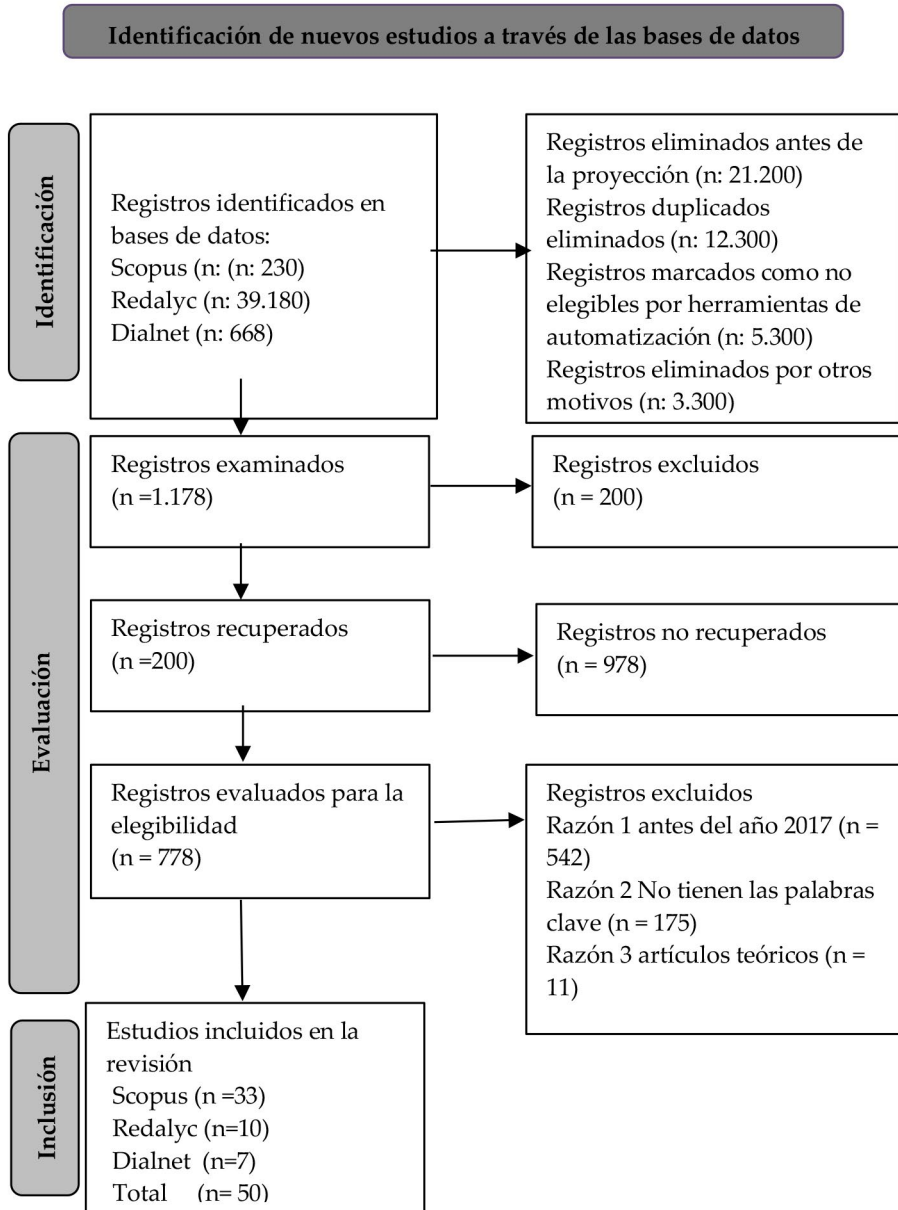 Identificación de nuevos estudios a través de las bases de datos
Identificación
Registros identificados en
bases de datos:
Scopus (n: (n: 230)
Redalyc (n: 39.180)
Dialnet (n: 668)
Registros eliminados antes de
la proyección (n: 21.200)
Registros duplicados
eliminados (n: 12.300)
Registros marcados como no
elegibles por herramientas de
automatización (n: 5.300)
Registros eliminados por otros
motivos (n: 3.300)
Evaluación
Registros examinados
(n =1.178)
Registros excluidos
(n = 200)
Registros recuperados
(n =200)
Registros no recuperados
(n = 978)
Registros evaluados para la
elegibilidad
(n = 778)
Registros excluidos
Razón 1 antes del año 2017 (n =
542)
Razón 2 No tienen las palabras
clave (n = 175)
Razón 3 artículos teóricos (n =
11)
Inclusión
Estudios incluidos en la
revisión
Scopus (n =33)
Redalyc (n=10)
Dialnet (n=7)
Total (n= 50)